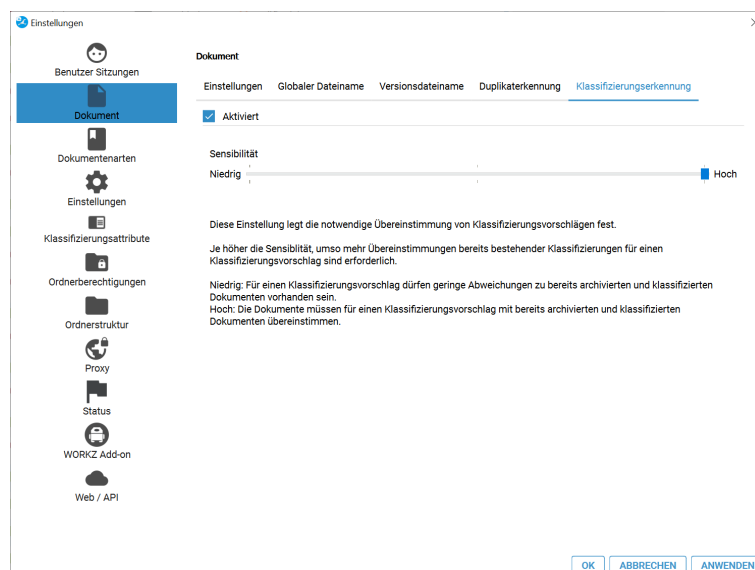 Einstellungen
Benutzer Sitzungen
Dokument
Dokumentenarten
Einstellungen
Klassifizierungsattribute
Ordnerberechtigungen
Ordnerstruktur
Proxy
Status
WORKZ Add-on
Web / API
Dokument
Einstellungen Globaler Dateiname Versionsdateiname Duplikaterkennung Klassifizierungserkennung
Aktiviert
Sensibilität
Niedrig Hoch
Diese Einstellung legt die notwendige Übereinstimmung von Klassifizierungsvorschlägen fest.
Je höher die Sensiblität, umso mehr Übereinstimmungen bereits bestehender Klassifizierungen für einen
Klassifizierungsvorschlag sind erforderlich.
Niedrig: Für einen Klassifizierungsvorschlag dürfen geringe Abweichungen zu bereits archivierten und klassifizierten
Dokumenten vorhanden sein.
Hoch: Die Dokumente müssen für einen Klassifizierungsvorschlag mit bereits archivierten und klassifizierten
Dokumenten übereinstimmen.
OK ABBRECHEN ANWENDEN